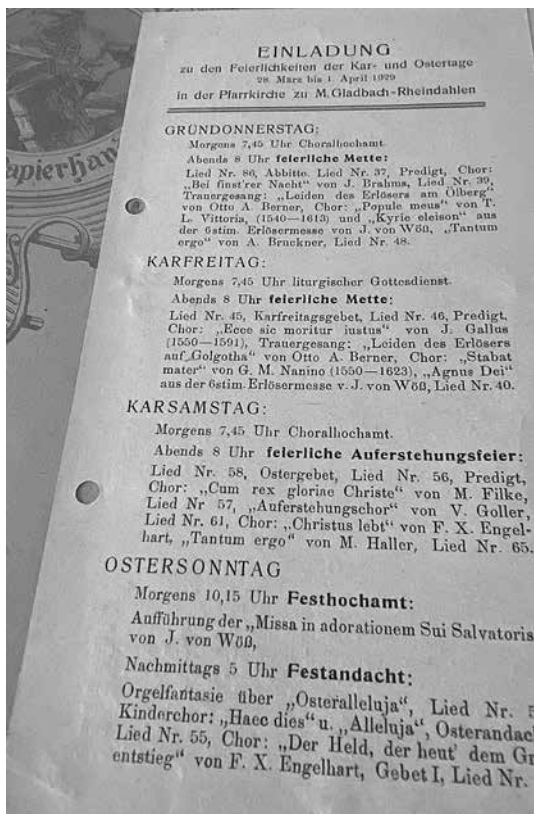 EINLADUNG
zu den Feierlichkeiten der Kar- und Ostertage
28. März bis 1. April 1929
in der Pfarrkirche zu M.Gladbach-Rheindahlen
GRÜNDONNERSTAG:
Morgens 7,45 Uhr Choralhochamt.
Abends 8 Uhr feierliche Mette:
Lied Nr. 86, Abbitte. Lied Nr. 37, Predigt, Chor:
„Bei finst'rer Nacht" von J. Brahms, Lied Nr. 39,
Trauergesang: „Leiden des Erlösers am Ölberg"
von Otto A. Berner, Chor: „Popule meus" von T.
L. Vittoria, (1540—1613) und „Kyrie eleison" aus
der 6stim. Erlösermesse von J. von Wöß, „Tantum
ergo" von A. Bruckner, Lied Nr. 48.
KARFREITAG:
Morgens 7,45 Uhr liturgischer Gottesdienst.
Abends 8 Uhr feierliche Mette:
Lied Nr. 45, Karfreitagsgebet, Lied Nr. 46, Predigt,
Chor: „Ecce sic moritur iustus" von J. Gallus
(1550—1591), Trauergesang: „Leiden des Erlösers
auf Golgotha" von Otto A. Berner, Chor: „Stabat
mater" von G. M. Nanino (1550—1623), „Agnus Dei"
aus der 6stim. Erlösermesse v. J. von Wöß, Lied Nr. 40.
KARSAMSTAG:
Morgens 7,45 Uhr Choralhochamt.
Abends 8 Uhr feierliche Auferstehungsfeier:
Lied Nr. 58, Ostergebet, Lied Nr. 56, Predigt,
Chor: „Cum rex gloriae Christe" von M. Filke,
Lied Nr 57, „Auferstehungschor" von V. Goller,
Lied Nr. 61, Chor: „Christus lebt" von F. X. Engel-
hart, „Tantum ergo" von M. Haller, Lied Nr. 65.
OSTERSONNTAG
Morgens 10,15 Uhr Festhochamt:
Aufführung der „Missa in adorationem Sui Salvatoris
von J. von Wöß,
Nachmittags 5 Uhr Festandacht:
Orgelfantasie über „Osteralleluja", Lied Nr. 5
Kinderchor: „Haec dies" u. „Alleluja", Osterandac
Lied Nr. 55, Chor: „Der Held, der heut' dem Gr
entstieg" von F. X. Engelhart, Gebet I, Lied Nr.
Papierhan